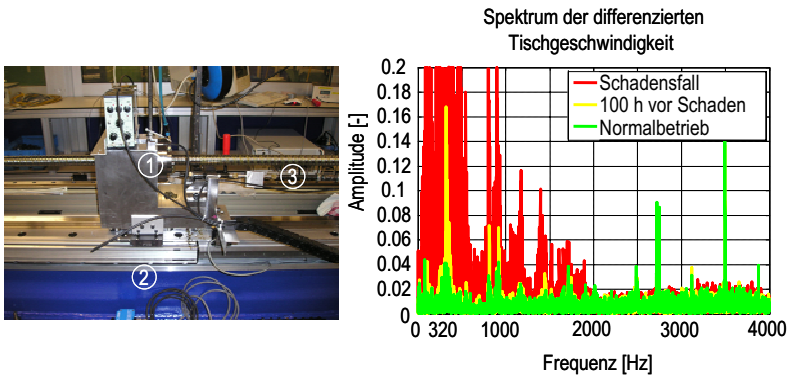 ①
②
③
Spektrum der differenzierten
Tischgeschwindigkeit
Schadensfall
100 h vor Schaden
Normalbetrieb
Amplitude [-]
0.2
0.18
0.16
0.14
0.12
0.1
0.08
0.06
0.04
0.02
0
0 320 1000 2000 3000 4000
Frequenz [Hz]